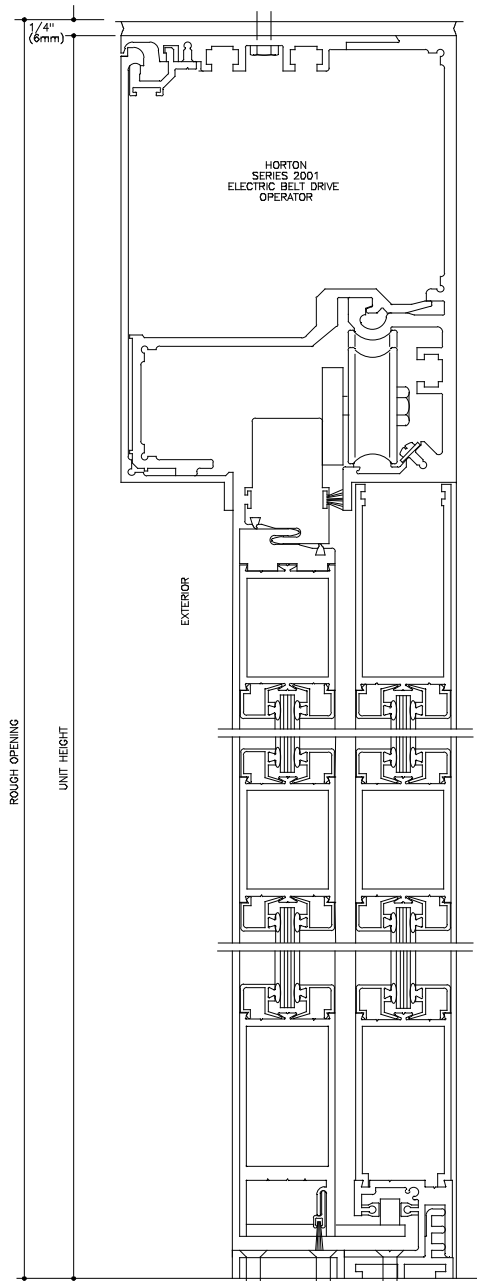 1/4"
(6mm)
HORTON
SERIES 2001
ELECTRIC BELT DRIVE
OPERATOR
EXTERIOR
ROUGH OPENING
UNIT HEIGHT